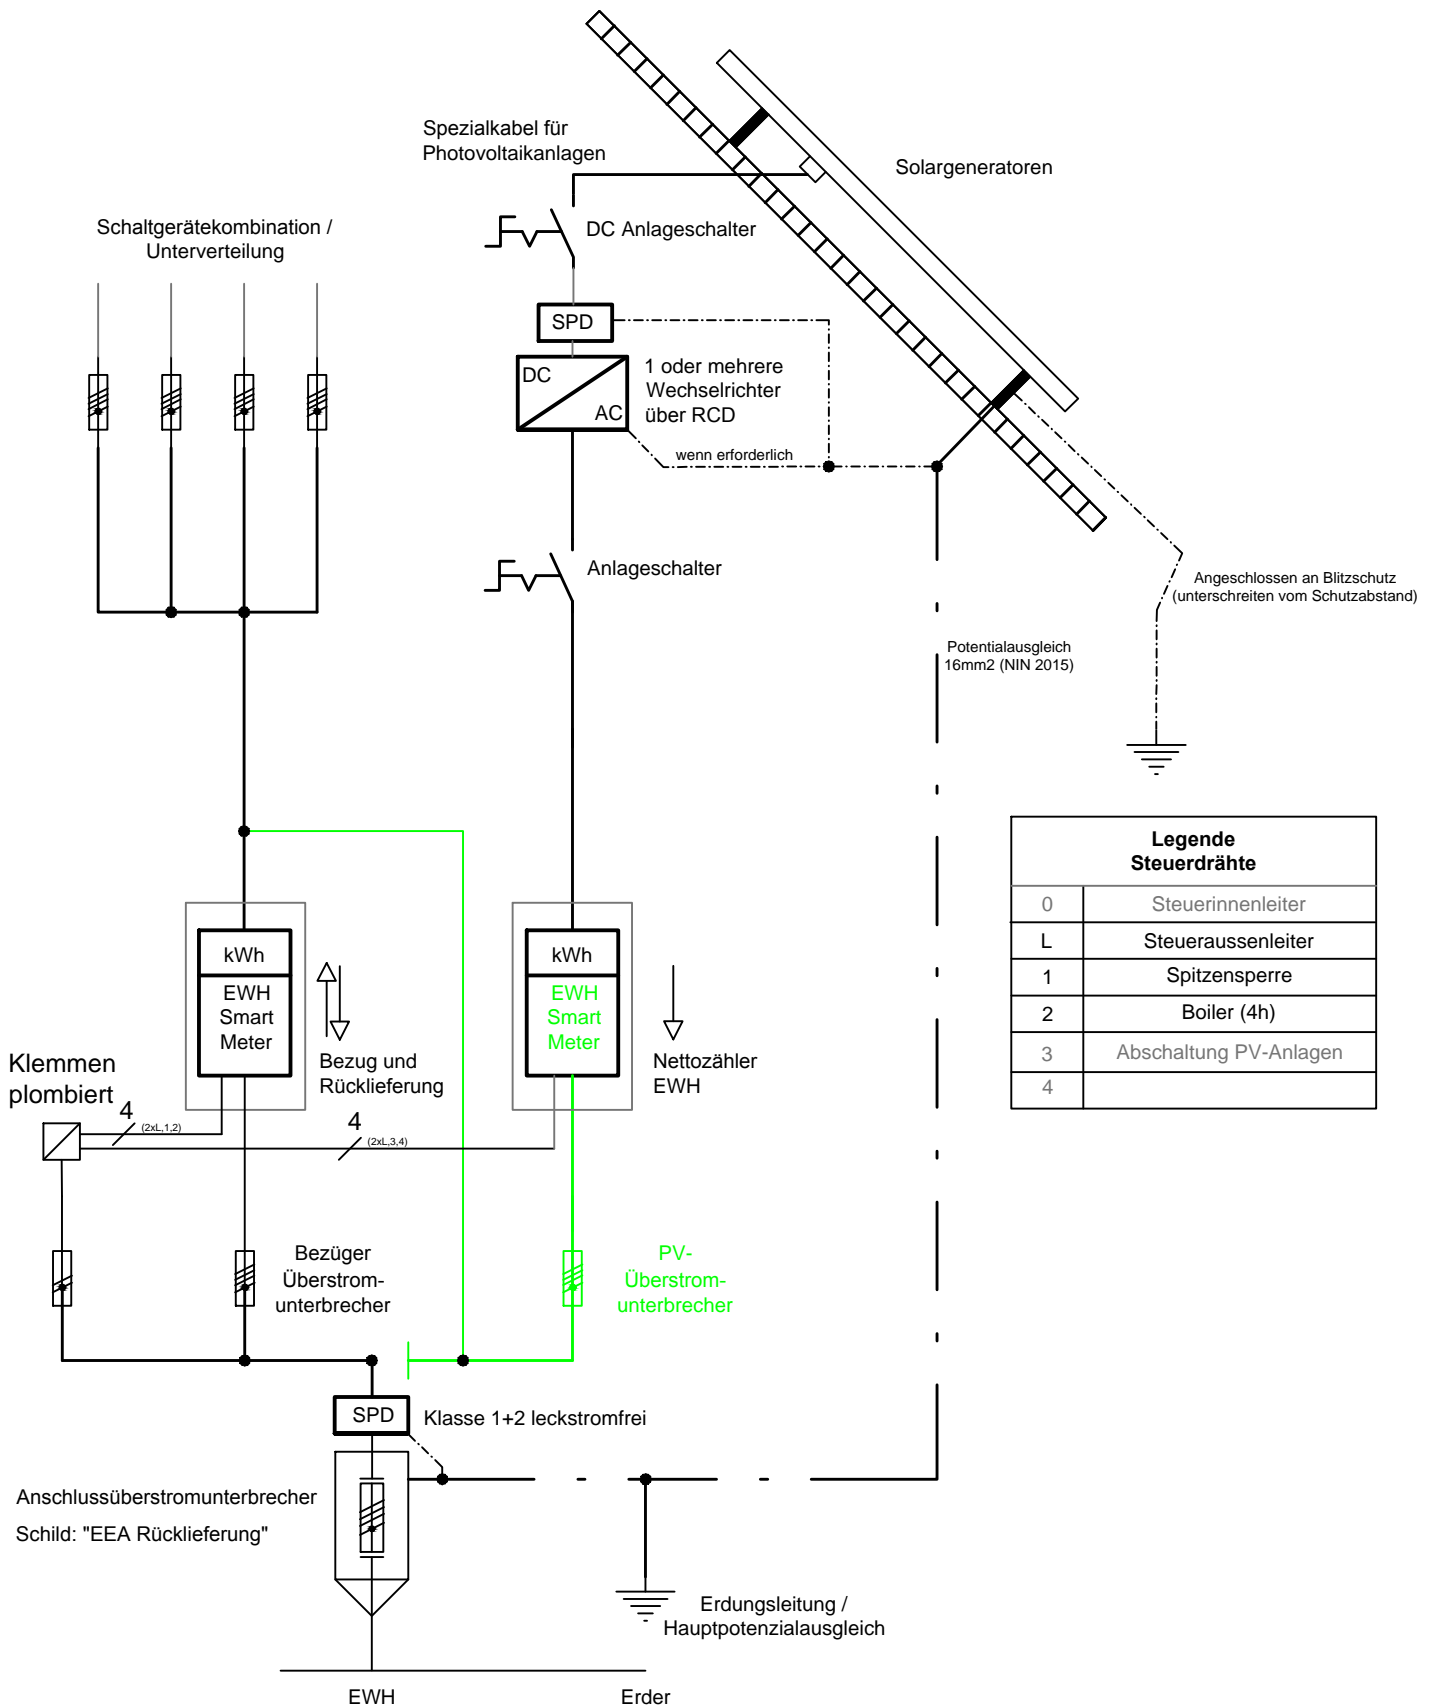 Spezialkabel für
Photovoltaikanlagen
Solargeneratoren
Schaltgerätekombination /
Unterverteilung
DC Anlageschalter
SPD
DC
AC
1 oder mehrere
Wechselrichter
über RCD
wenn erforderlich
Anlageschalter
Angeschlossen an Blitzschutz
(unterschreiten vom Schutzabstand)
Potentialausgleich
16mm2 (NIN 2015)
Legende
Steuerdrähte
0 Steuerinnenleiter
L Steueraussenleiter
1 Spitzensperre
2 Boiler (4h)
3 Abschaltung PV-Anlagen
4
kWh
EWH
Smart
Meter
Bezug und
Rücklieferung
kWh
EWH
Smart
Meter
Nettozähler
EWH
Klemmen
plombiert
4
(2xL,1,2)
4
(2xL,3,4)
Bezüger
Überstrom-
unterbrecher
PV-
Überstrom-
unterbrecher
SPD
Klasse 1+2 leckstromfrei
Anschlussüberstromunterbrecher
Schild: "EEA Rücklieferung"
Erdungsleitung /
Hauptpotenzialausgleich
EWH
Erder